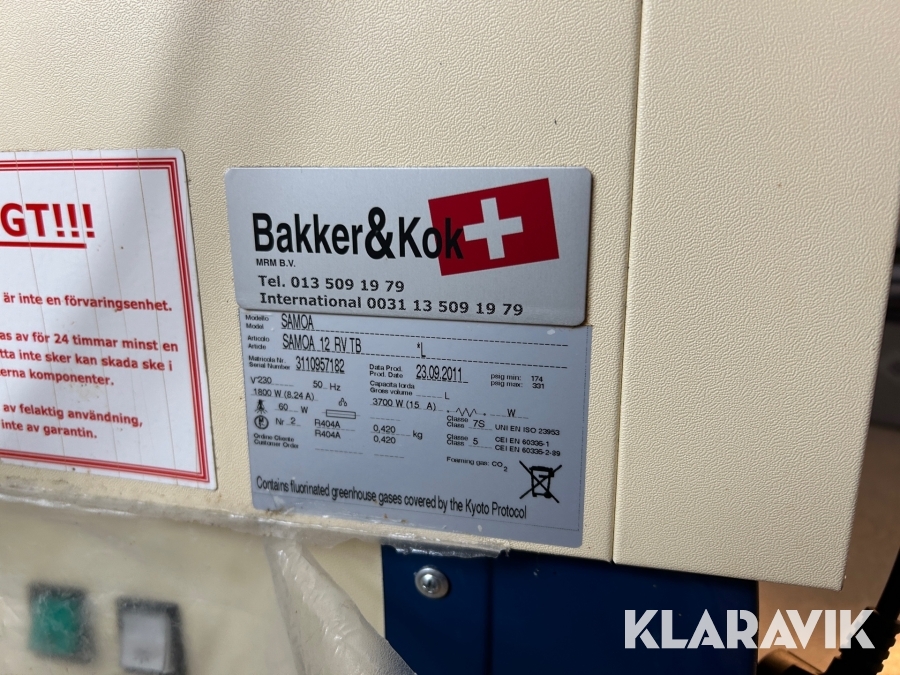 GT!!!
är inte en förvaringsenhet.
as av för 24 timmar minst en
tta inte sker kan skada ske i
erna komponenter.
av felaktig användning,
inte av garantin.
Bakker&Kok
MRM B.V.
Tel. 013 509 19 79
International 0031 13 509 19 79
Modello
Model
SAMOA
Articolo
Article
SAMOA 12 RV TB *L
Matricola Nr.
Serial Number
3110957182
Data Prod.
Prod. Date
23.09.2011
psig min: 174
psig max: 331
V~230 50 Hz
Capacita lorda
Gross volume L
1800 W (8.24 A)
3700 W (15 A) W
60 W
Classe
Class 7S UNI EN ISO 23953
Nr 2 R404A 0,420 kg
R404A 0,420
Classe
Class 5 CEI EN 60335-1
CEI EN 60335-2-89
Ordine Cliente
Customer Order
Foaming gas: CO2
Contains fluorinated greenhouse gases covered by the Kyoto Protocol
KLARAVIK